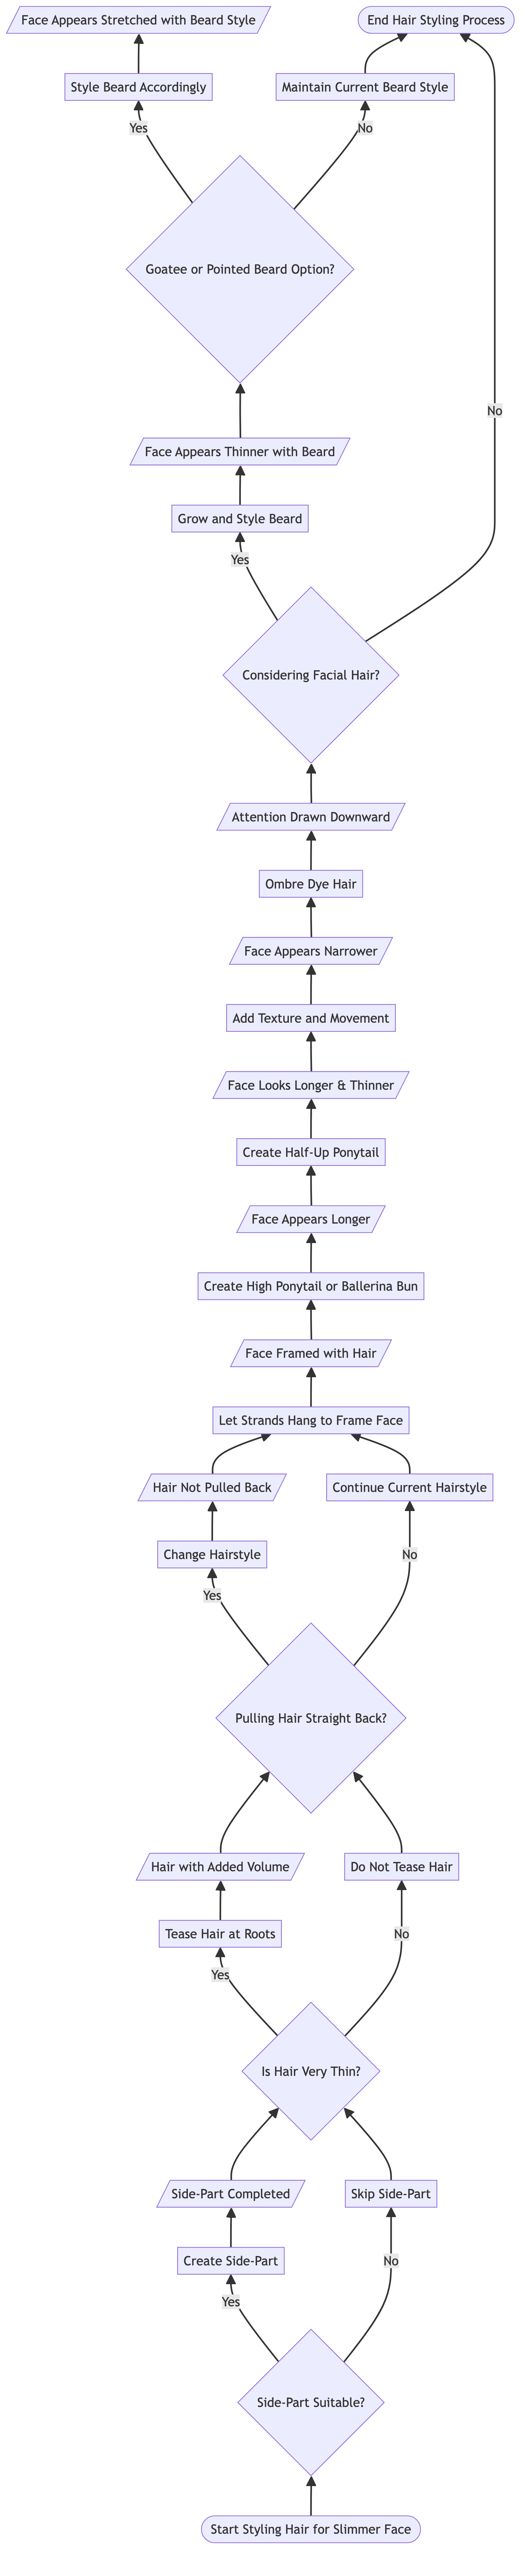 Face Appears Stretched with Beard Style
End Hair Styling Process
Style Beard Accordingly
Maintain Current Beard Style
Yes
No
Goatee or Pointed Beard Option?
No
Face Appears Thinner with Beard
Grow and Style Beard
Yes
Considering Facial Hair?
Attention Drawn Downward
Ombre Dye Hair
Face Appears Narrower
Add Texture and Movement
Face Looks Longer & Thinner
Create Half-Up Ponytail
Face Appears Longer
Create High Ponytail or Ballerina Bun
Face Framed with Hair
Let Strands Hang to Frame Face
Hair Not Pulled Back
Continue Current Hairstyle
Change Hairstyle
No
Yes
Pulling Hair Straight Back?
Hair with Added Volume
Do Not Tease Hair
Tease Hair at Roots
No
Yes
Is Hair Very Thin?
Side-Part Completed
Skip Side-Part
Create Side-Part
No
Yes
Side-Part Suitable?
Start Styling Hair for Slimmer Face